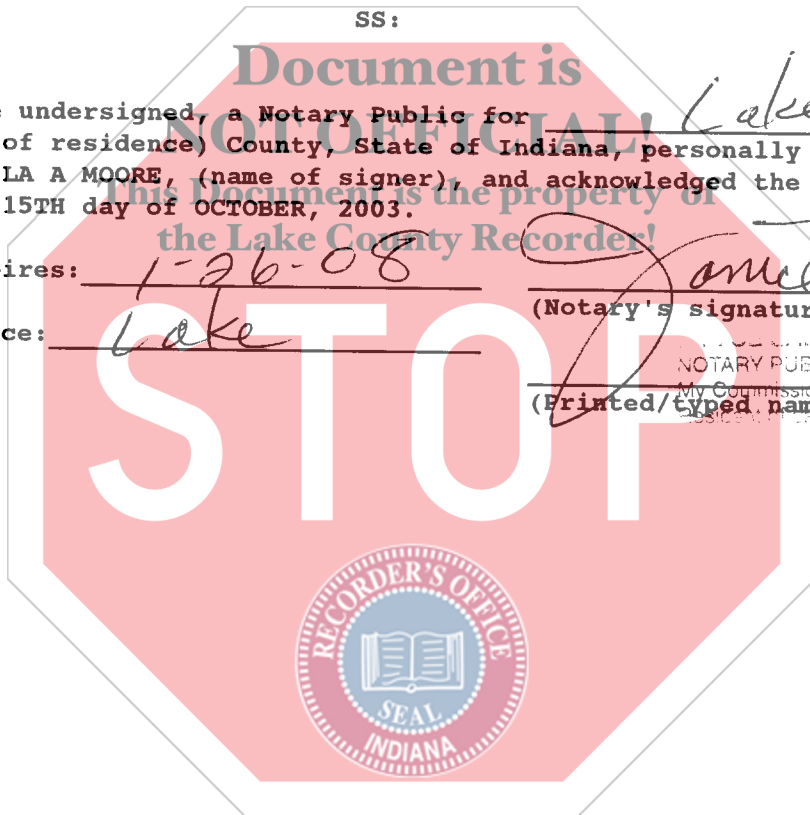 SS:
Document is
NOT OFFICIAL!
This Document is the property of
the Lake County Recorder!
undersigned, a Notary Public for Lake
of residence) County, State of Indiana, personally
LA A MOORE, (name of signer), and acknowledged the
15TH day of OCTOBER, 2003.
ires: 1-26-08
(Notary's signatur
ce: Lake
NOTARY PUB
My Commissio
(Printed/typed nam
STOP
RECORDER'S OFFICE
SEAL
INDIANA